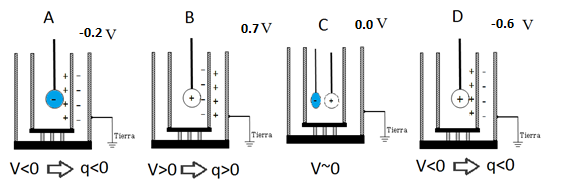 A
-0.2 V
B
0.7 V
C
0.0 V
D
-0.6 V
+ -
+ -
+ -
+ -
-
Tierra
- +
- +
- +
- +
+
Tierra
- +
Tierra
+ -
+ -
+ -
+ -
+
Tierra
V<0 ⇨ q<0
V>0 ⇨ q>0
V~0
V<0 ⇨ q<0